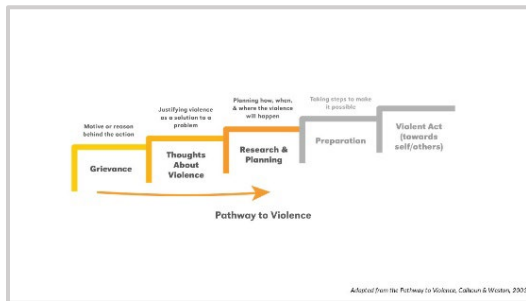 Motive or reason
behind the action
Grievance
Justifying violence
as a solution to a
problem
Thoughts
About
Violence
Planning how, when,
& where the violence
will happen
Research &
Planning
Taking steps to make
it possible
Preparation
Violent Act
(towards
self/others)
Pathway to Violence
Adapted from the Pathway to Violence, Calhoun & Weston,